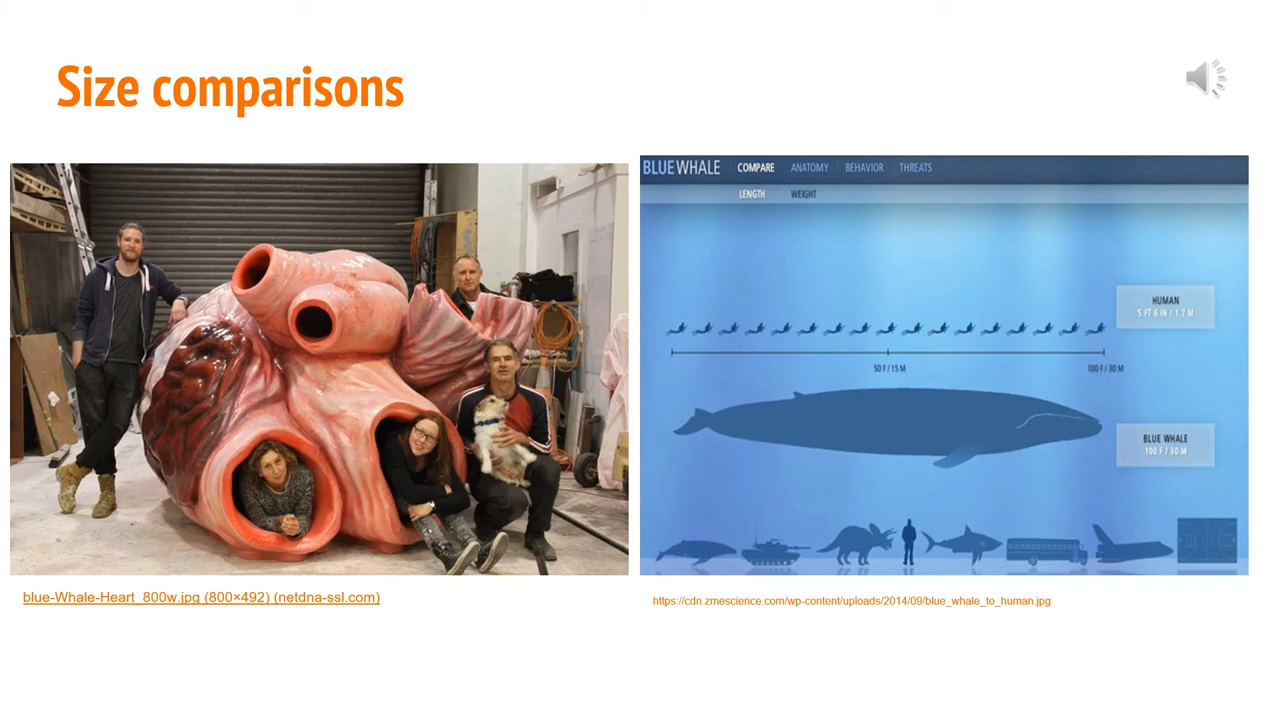 Size comparisons
BLUEWHALE COMPARE ANATOMY BEHAVIOR THREATS
LENGTH WEIGHT
HUMAN
5 FT 6 IN / 1.7 M
50 F / 15 M
100 F / 30 M
BLUE WHALE
100 F / 30 M
blue-Whale-Heart_800w.jpg (800×492) (netdna-ssl.com)
https://cdn.zmescience.com/wp-content/uploads/2014/09/blue_whale_to_human.jpg